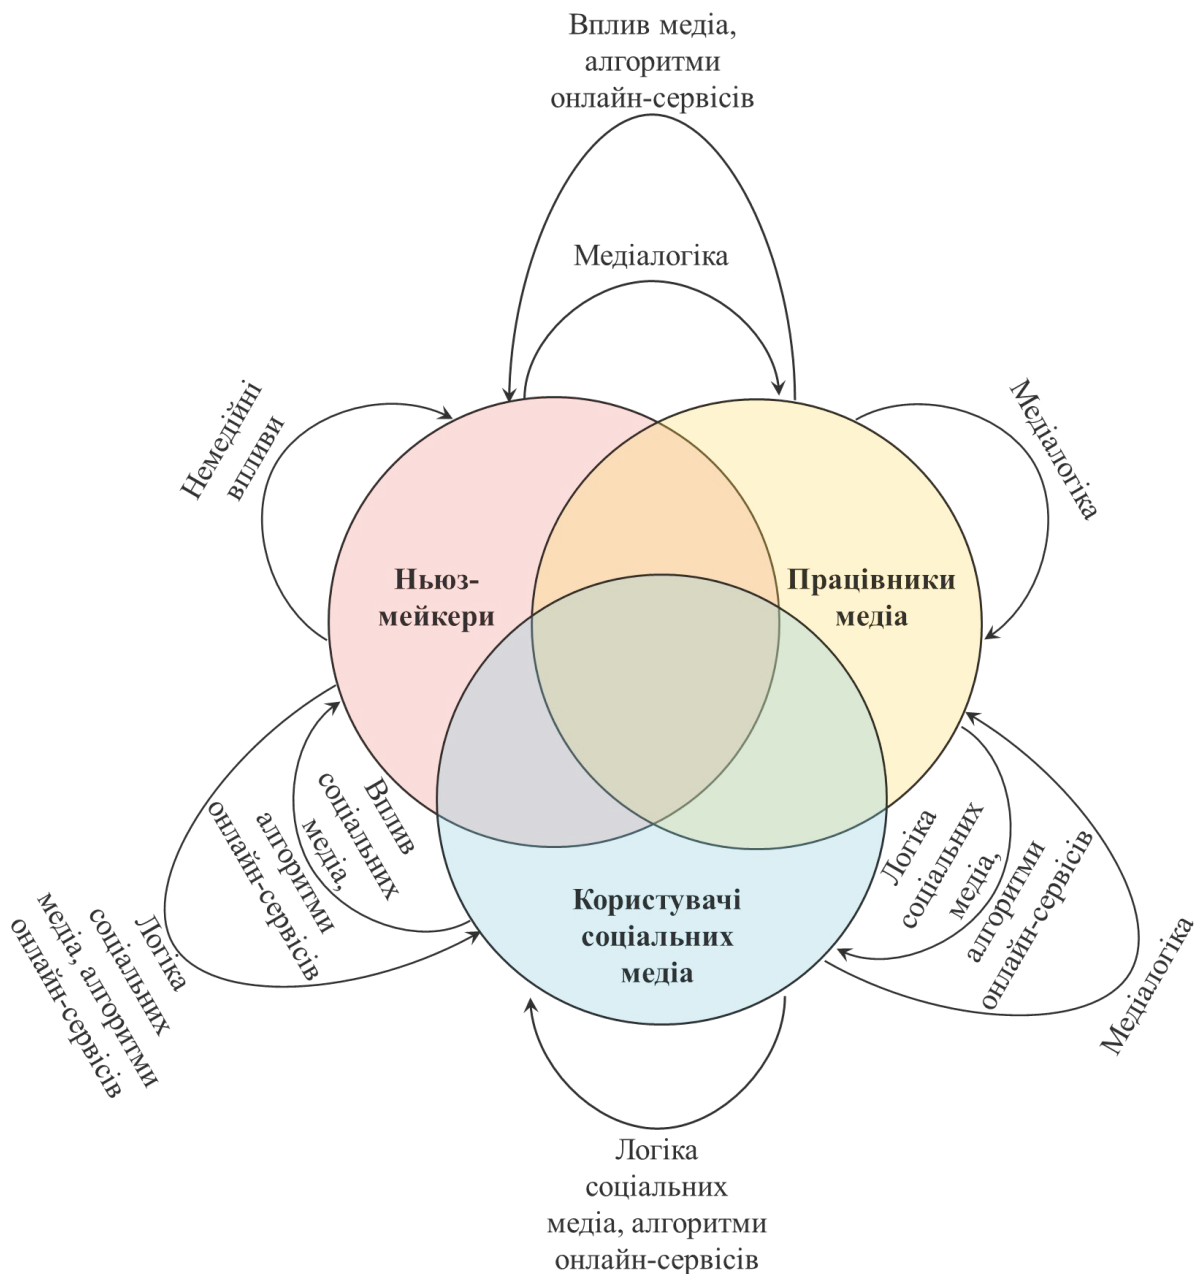 Вплив медіа,
алгоритми
онлайн-сервісів
Медіалогіка
Немедійні
впливи
Медіалогіка
Ньюз-
мейкери
Працівники
медіа
Вплив
соціальних
медіа,
алгоритми
онлайн-сервісів
Логіка
соціальних
медіа,
алгоритми
онлайн-сервісів
Користувачі
соціальних
медіа
Логіка
соціальних
медіа, алгоритми
онлайн-сервісів
Медіалогіка
Логіка
соціальних
медіа, алгоритми
онлайн-сервісів